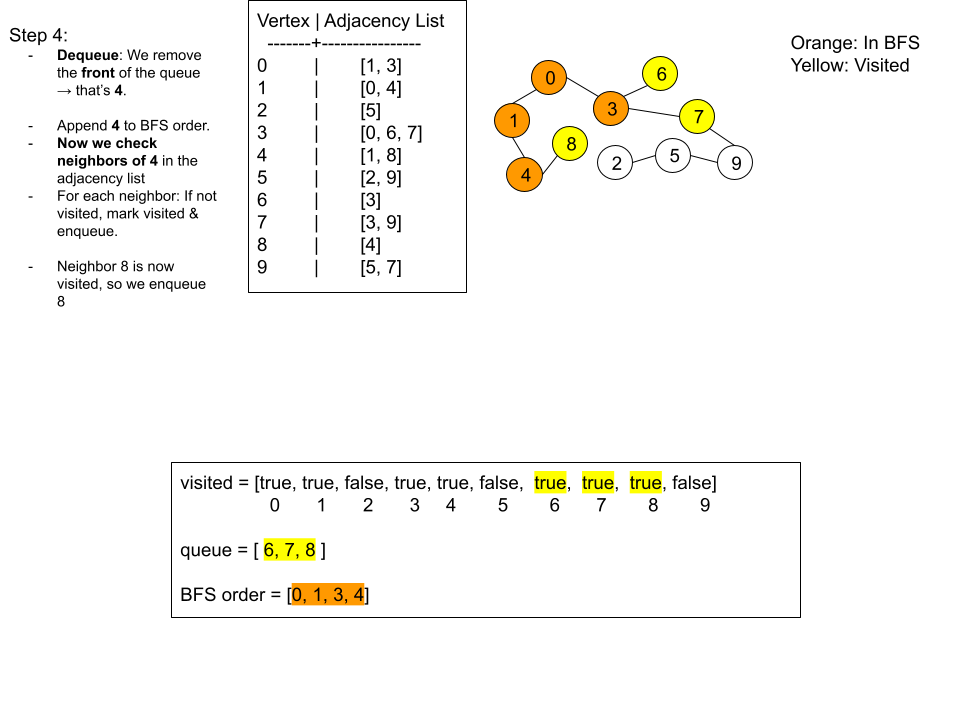 Step 4:
- Dequeue: We remove
the front of the queue
→ that's 4.
- Append 4 to BFS order.
- Now we check
neighbors of 4 in the
adjacency list
- For each neighbor: If not
visited, mark visited &
enqueue.
- Neighbor 8 is now
visited, so we enqueue
8
Vertex | Adjacency List
-------+----------------
0 | [1, 3]
1 | [0, 4]
2 | [5]
3 | [0, 6, 7]
4 | [1, 8]
5 | [2, 9]
6 | [3]
7 | [3, 9]
8 | [4]
9 | [5, 7]
0
6
3
1
7
8
2
5
9
4
Orange: In BFS
Yellow: Visited
visited = [true, true, false, true, true, false, true, true, true, false]
0 1 2 3 4 5 6 7 8 9
queue = [ 6, 7, 8 ]
BFS order = [0, 1, 3, 4]